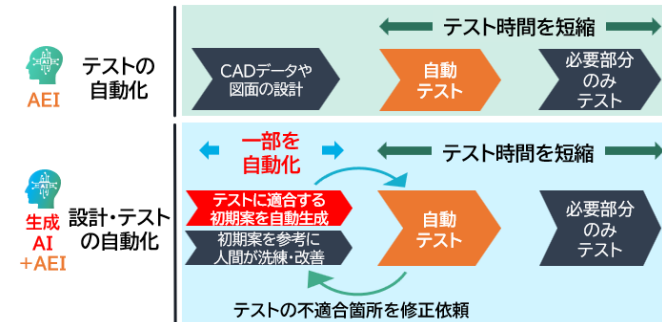 テスト時間を短縮
テストの
自動化
AEI
CADデータや
図面の設計
自動
テスト
必要部分
のみ
テスト
一部を
自動化
テスト時間を短縮
生成
AI
+AEI
設計・テスト
の自動化
テストに適合する
初期案を自動生成
初期案を参考に
人間が洗練・改善
自動
テスト
必要部分
のみ
テスト
テストの不適合箇所を修正依頼